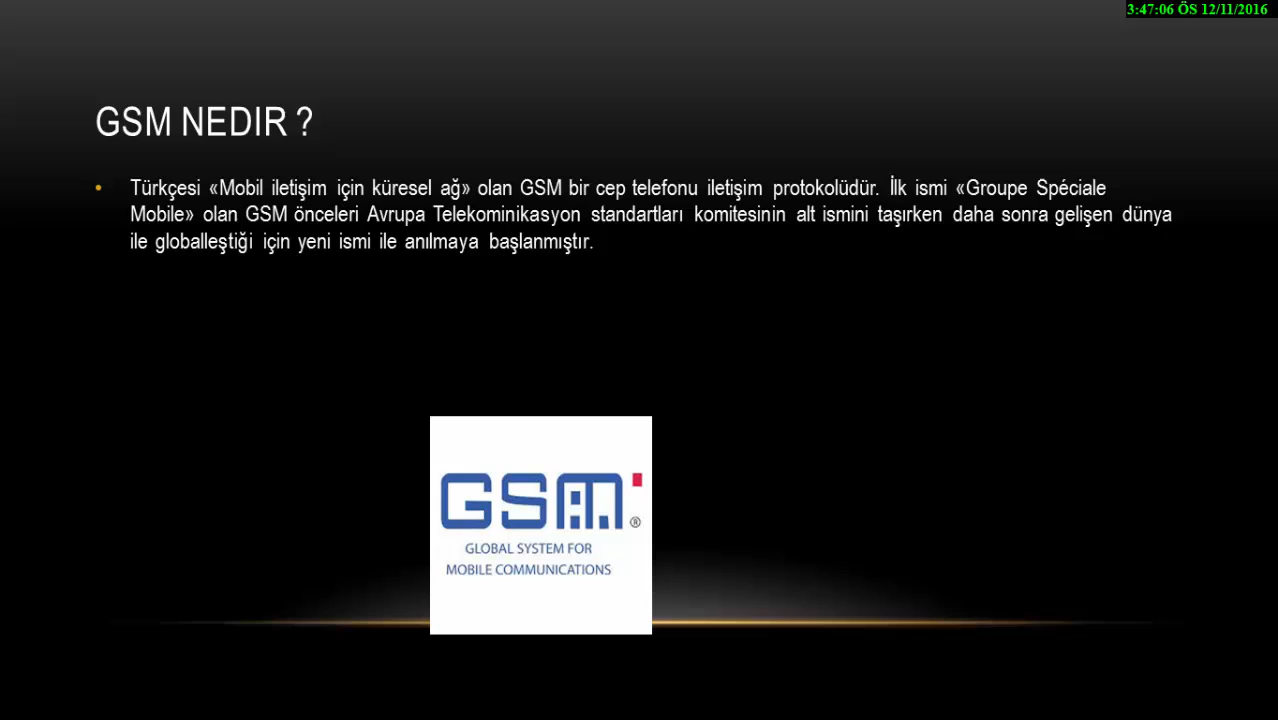 3:47:06 ÖS 12/11/2016
GSM NEDIR ?
• Türkçesi «Mobil iletişim için küresel ağ» olan GSM bir cep telefonu iletişim protokolüdür. İlk ismi «Groupe Spéciale
Mobile» olan GSM önceleri Avrupa Telekominikasyon standartları komitesinin alt ismini taşırken daha sonra gelişen dünya
ile globalleştiği için yeni ismi ile anılmaya başlanmıştır.
GSM ®
GLOBAL SYSTEM FOR
MOBILE COMMUNICATIONS